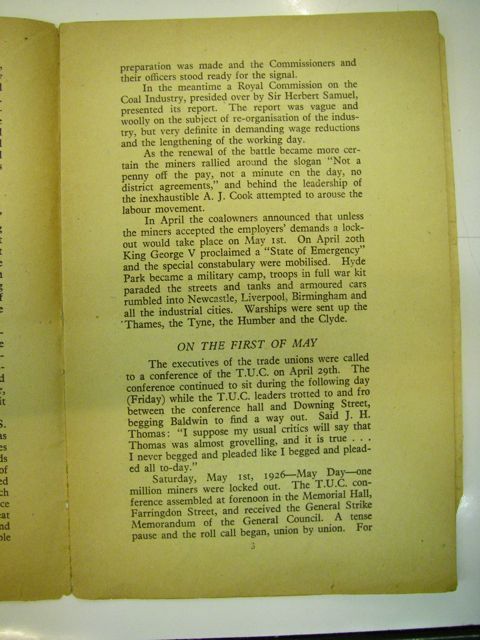 preparation was made and the Commissioners and
their officers stood ready for the signal.
In the meantime a Royal Commission on the
Coal Industry, presided over by Sir Herbert Samuel,
presented its report. The report was vague and
woolly on the subject of re-organisation of the indus-
try, but very definite in demanding wage reductions
and the lengthening of the working day.
As the renewal of the battle became more cer-
tain the miners rallied around the slogan "Not a
penny off the pay, not a minute on the day, no
district agreements," and behind the leadership of
the inexhaustible A. J. Cook attempted to arouse the
labour movement.
In April the coalowners announced that unless
the miners accepted the employers' demands a lock-
out would take place on May 1st. On April 20th
King George V proclaimed a "State of Emergency"
and the special constabulary were mobilised. Hyde
Park became a military camp, troops in full war kit
paraded the streets and tanks and armoured cars
rumbled into Newcastle, Liverpool, Birmingham and
all the industrial cities. Warships were sent up the
Thames, the Tyne, the Humber and the Clyde.
ON THE FIRST OF MAY
The executives of the trade unions were called
to a conference of the T.U.C. on April 29th. The
conference continued to sit during the following day
(Friday) while the T.U.C. leaders trotted to and fro
between the conference hall and Downing Street,
begging Baldwin to find a way out. Said J. H.
Thomas: "I suppose my usual critics will say that
Thomas was almost grovelling, and it is true . . .
I never begged and pleaded like I begged and plead-
ed all to-day."
Saturday, May 1st, 1926—May Day—one
million miners were locked out. The T.U.C. con-
ference assembled at forenoon in the Memorial Hall,
Farringdon Street, and received the General Strike
Memorandum of the General Council. A tense
pause and the roll call began, union by union. For
3